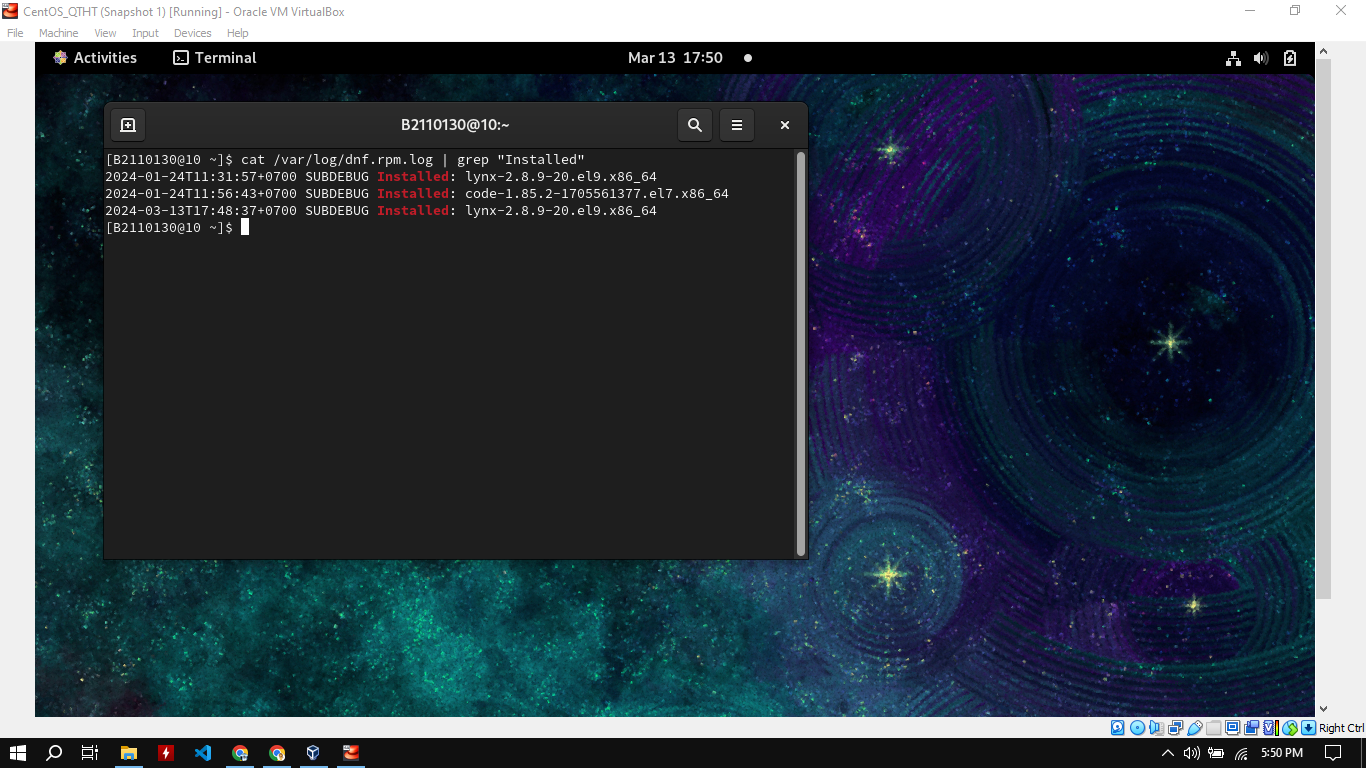 CentOS_QTHT (Snapshot 1) [Running] - Oracle VM VirtualBox
File Machine View Input Devices Help
Activities Terminal Mar 13 17:50
B2110130@10:~
[B2110130@10 ~]$ cat /var/log/dnf.rpm.log | grep "Installed"
2024-01-24T11:31:57+0700 SUBDEBUG Installed: lynx-2.8.9-20.el9.x86_64
2024-01-24T11:56:43+0700 SUBDEBUG Installed: code-1.85.2-1705561377.el7.x86_64
2024-03-13T17:48:37+0700 SUBDEBUG Installed: lynx-2.8.9-20.el9.x86_64
[B2110130@10 ~]$
Right Ctrl
5:50 PM